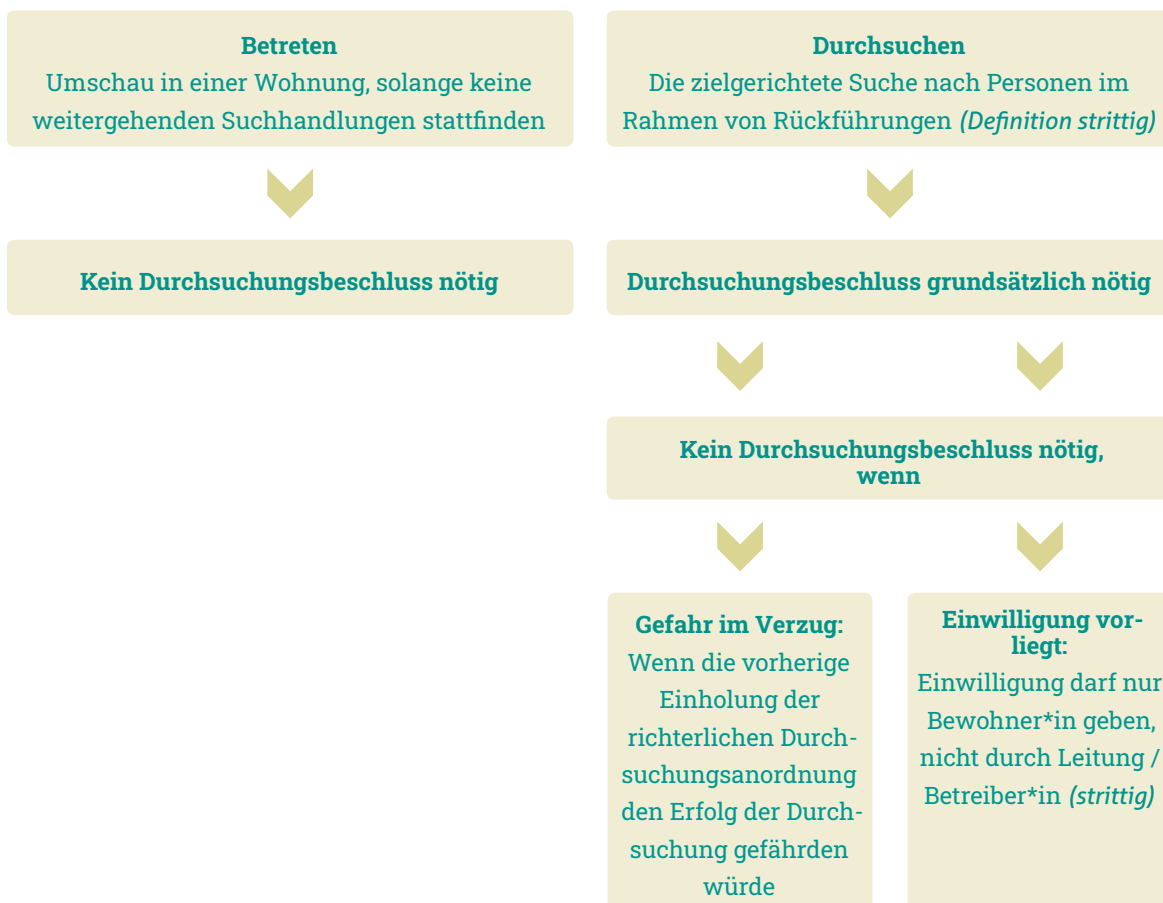 Betreten
Umschau in einer Wohnung, solange keine
weitergehenden Suchhandlungen stattfinden
Kein Durchsuchungsbeschluss nötig
Durchsuchen
Die zielgerichtete Suche nach Personen im
Rahmen von Rückführungen (Definition strittig)
Durchsuchungsbeschluss grundsätzlich nötig
Kein Durchsuchungsbeschluss nötig,
wenn
Gefahr im Verzug:
Wenn die vorherige
Einholung der
richterlichen Durch-
suchungsanordnung
den Erfolg der Durch-
suchung gefährden
würde
Einwilligung vor-
liegt:
Einwilligung darf nur
Bewohner*in geben,
nicht durch Leitung /
Betreiber*in (strittig)